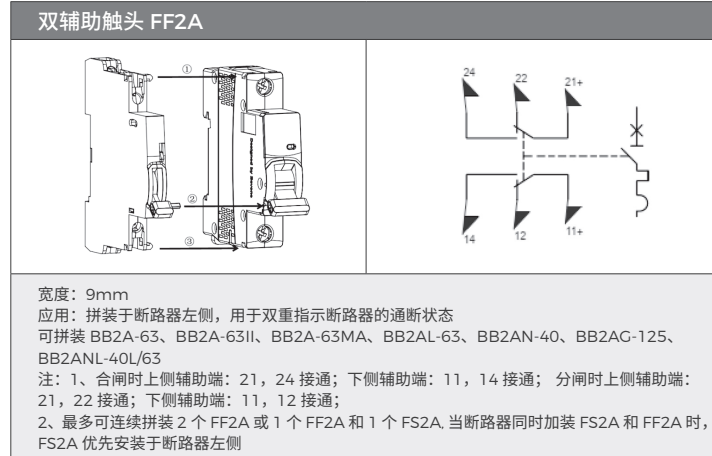 双辅助触头 FF2A
①
②
③
24
22
21+
14
12
11+
宽度：9mm
应用：拼装于断路器左侧，用于双重指示断路器的通断状态
可拼装 BB2A-63、BB2A-63II、BB2A-63MA、BB2AL-63、BB2AN-40、BB2AG-125、
BB2ANL-40L/63
注：1、合闸时上侧辅助端：21，24 接通；下侧辅助端：11，14 接通； 分闸时上侧辅助端：
21，22 接通；下侧辅助端：11，12 接通；
2、最多可连续拼装 2 个 FF2A 或 1 个 FF2A 和 1 个 FS2A, 当断路器同时加装 FS2A 和 FF2A 时，
FS2A 优先安装于断路器左侧